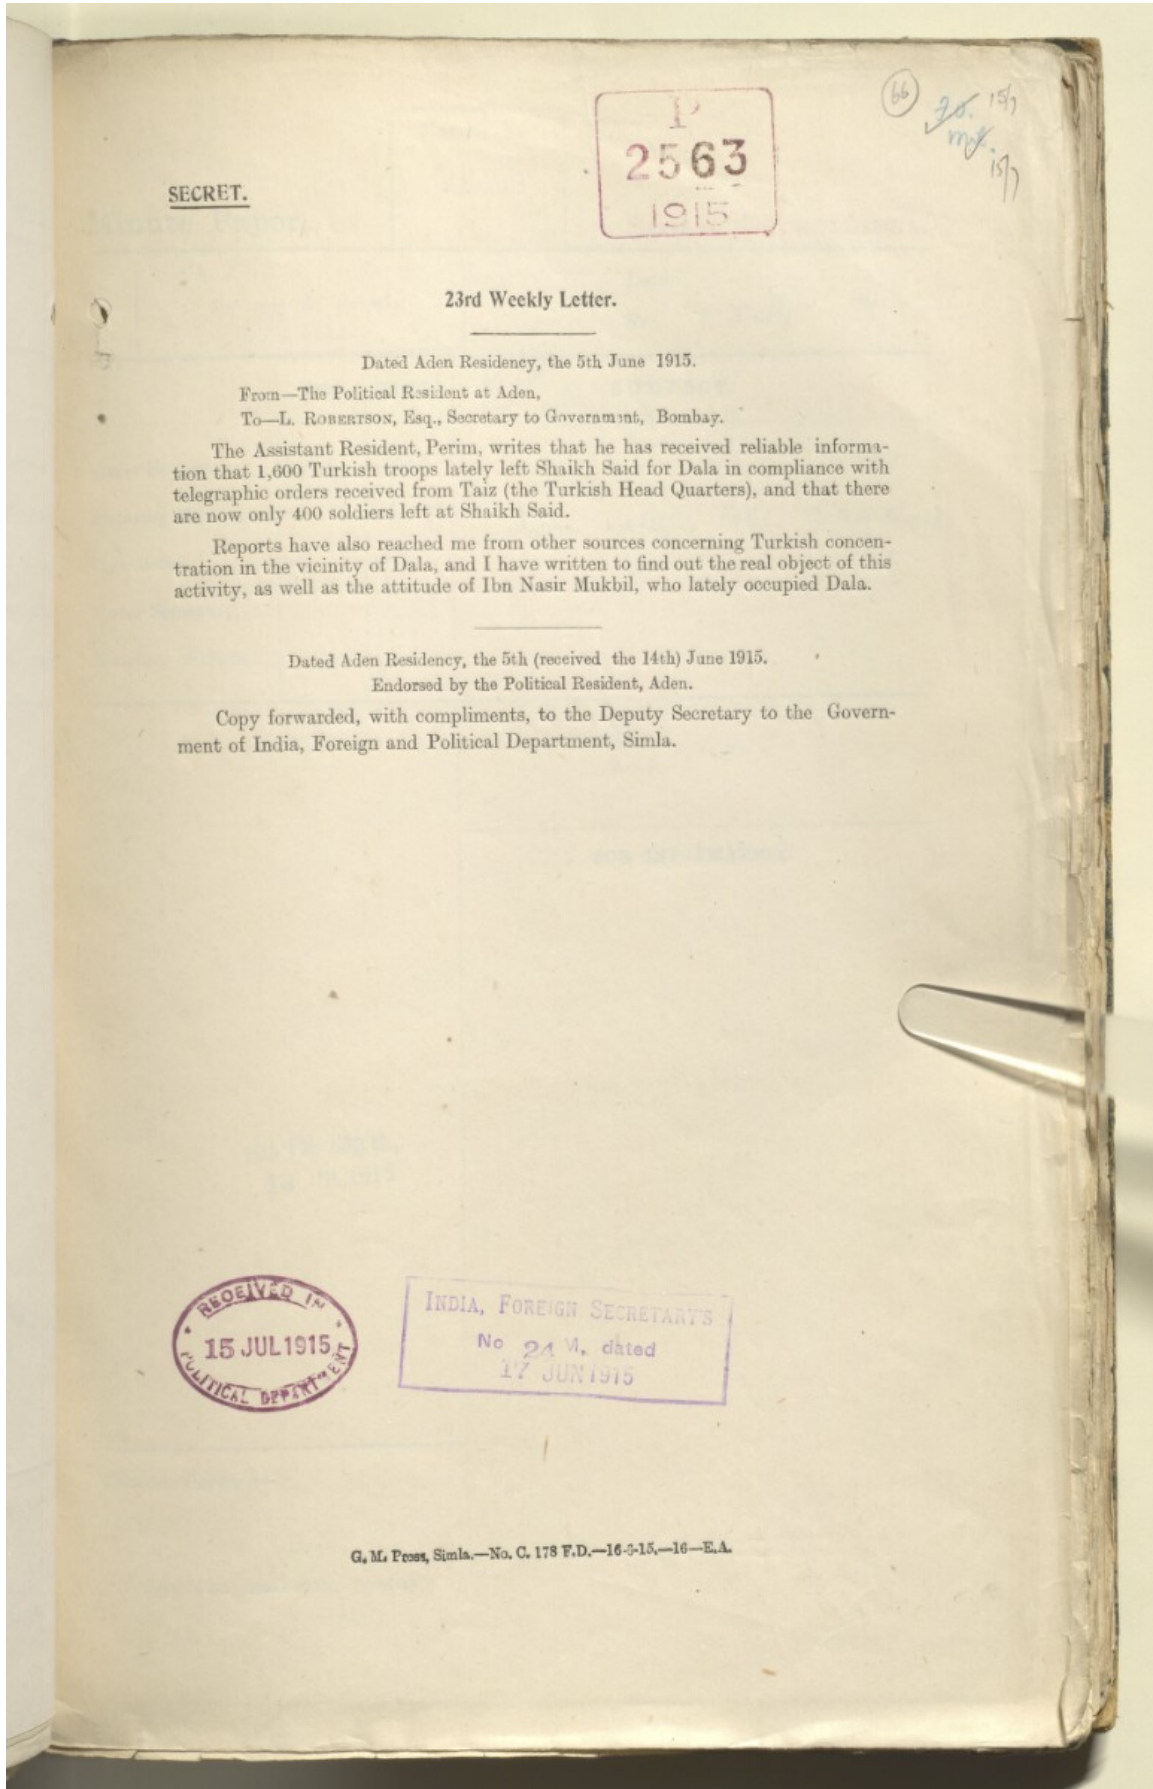 66
15/7
15/7
P
2563
1915
SECRET.
23rd Weekly Letter.
Dated Aden Residency, the 5th June 1915.
From—The Political Resident at Aden,
To—L. ROBERTSON, Esq., Secretary to Government, Bombay.
The Assistant Resident, Perim, writes that he has received reliable informa-
tion that 1,600 Turkish troops lately left Shaikh Said for Dala in compliance with
telegraphic orders received from Taiz (the Turkish Head Quarters), and that there
are now only 400 soldiers left at Shaikh Said.
Reports have also reached me from other sources concerning Turkish concen-
tration in the vicinity of Dala, and I have written to find out the real object of this
activity, as well as the attitude of Ibn Nasir Mukbil, who lately occupied Dala.
Dated Aden Residency, the 5th (received the 14th) June 1915.
Endorsed by the Political Resident, Aden.
Copy forwarded, with compliments, to the Deputy Secretary to the Govern-
ment of India, Foreign and Political Department, Simla.
RECEIVED IN
15 JUL 1915
POLITICAL DEPARTMENT
INDIA, FOREIGN SECRETARY'S
No 24 M, dated
17 JUN 1915
G. M. Press, Simla.—No. C. 178 F.D.—16-6-15.—16—E.A.